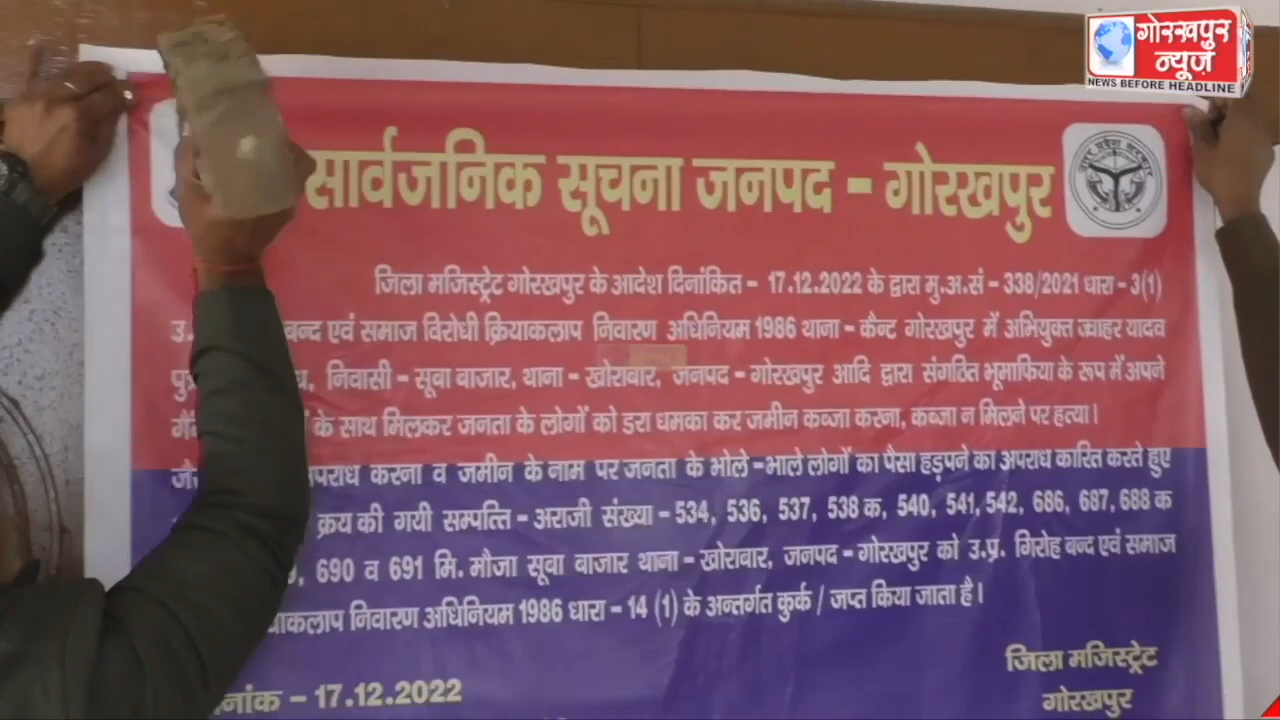 गोरखपुर
न्यूज़
NEWS BEFORE HEADLINE
सार्वजनिक सूचना जनपद - गोरखपुर
जिला मजिस्ट्रेट गोरखपुर के आदेश दिनांकित - 17.12.2022 के द्वारा मु.अ.सं - 338/2021 धारा - 3(1)
बन्द एवं समाज विरोधी क्रियाकलाप निवारण अधिनियम 1986 थाना - कैन्ट गोरखपुर में अभियुक्त जवाहर यादव
निवासी - सूबा बाजार, थाना - खोराबार, जनपद - गोरखपुर आदि द्वारा संगठित भूमाफिया के रूप में अपने
के साथ मिलकर जनता के लोगों को डरा धमका कर जमीन कब्जा करना, कब्जा न मिलने पर हत्या।
करना व जमीन के नाम पर जनता के भोले -भाले लोगों का पैसा हड़पने का अपराध कारित करते हुए
क्रय की गयी सम्पत्ति - अराजी संख्या - 534, 536, 537, 538 क, 540, 541, 542, 686, 687, 688 क
690 व 691 मि. मौजा सूबा बाजार थाना - खोराबार, जनपद - गोरखपुर को उ.प्र. गिरोह बन्द एवं समाज
निवारण अधिनियम 1986 धारा - 14 (1) के अन्तर्गत कुर्क / जप्त किया जाता है।
जिला मजिस्ट्रेट
गोरखपुर
- 17.12.2022